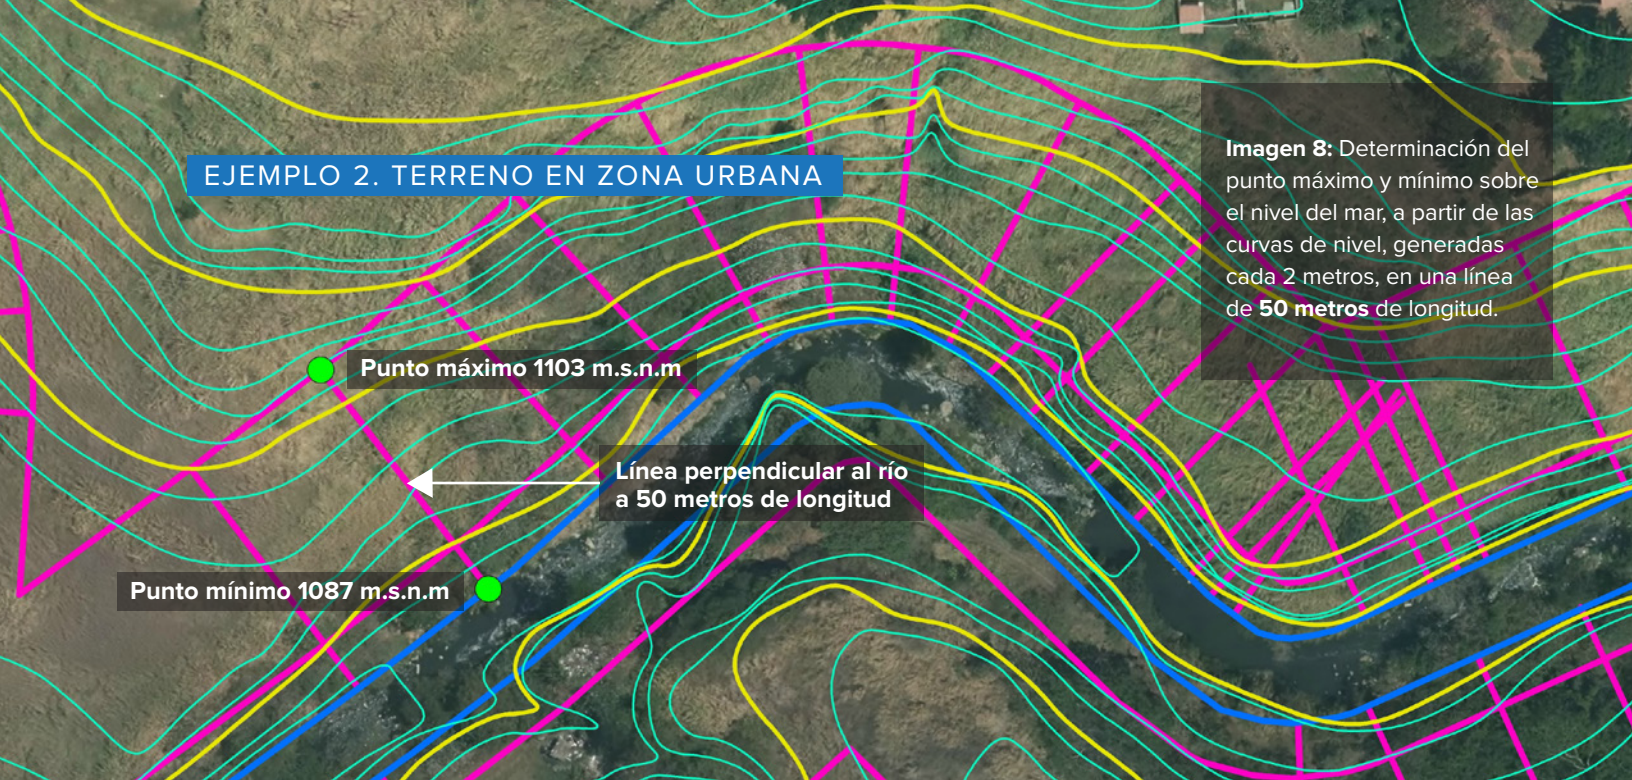 EJEMPLO 2. TERRENO EN ZONA URBANA
Imagen 8: Determinación del
punto máximo y mínimo sobre
el nivel del mar, a partir de las
curvas de nivel, generadas
cada 2 metros, en una línea
de 50 metros de longitud.
Punto máximo 1103 m.s.n.m
Línea perpendicular al río
a 50 metros de longitud
Punto mínimo 1087 m.s.n.m